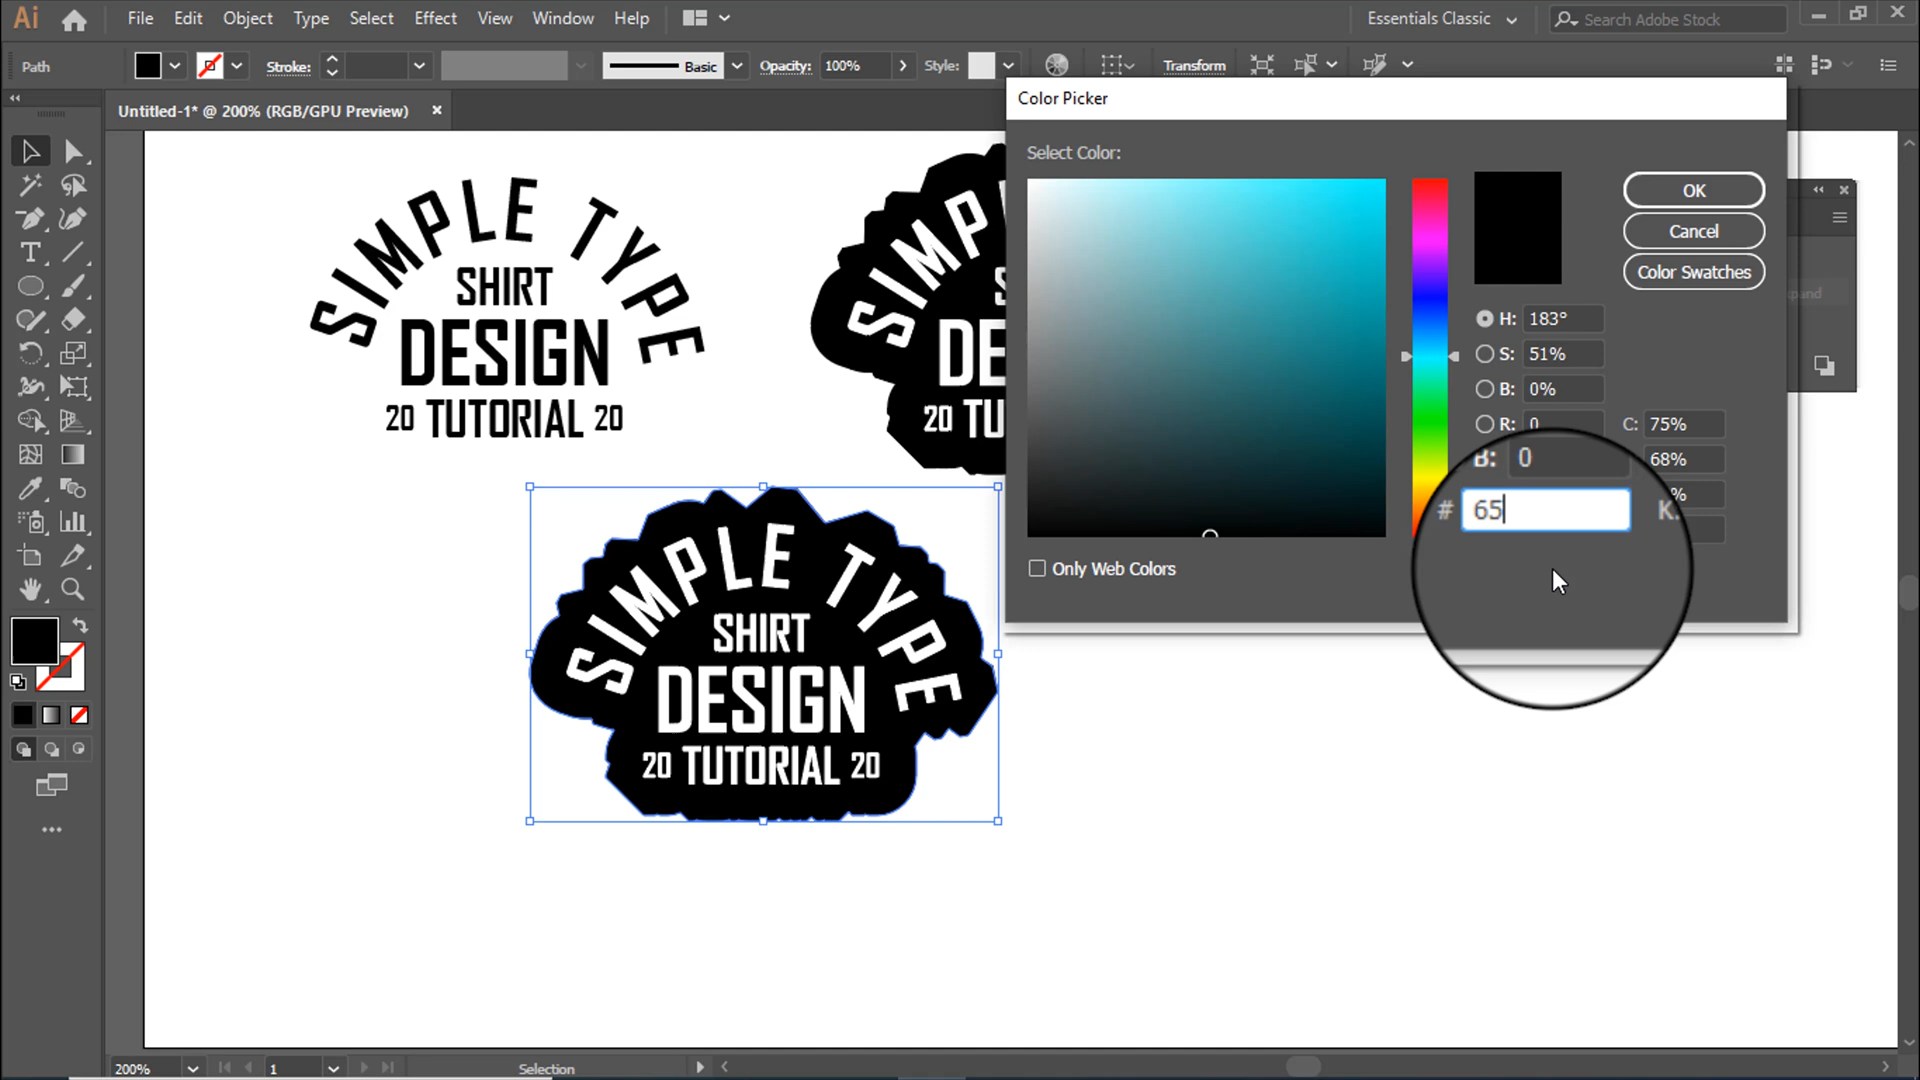 Ai File Edit Object Type Select Effect View Window Help Essentials Classic Search Adobe Stock
Path Stroke: Basic Opacity: 100% Style: Transform
Untitled-1* @ 200% (RGB/GPU Preview)
Color Picker
Select Color:
OK
Cancel
Color Swatches
H: 183°
S: 51%
B: 0%
R: 0
C: 75%
B: 0
68%
%
# 65
K:
Only Web Colors
SIMPLE TYPE
SHIRT
DESIGN
20 TUTORIAL 20
SIMP
S
DE
20 TU
SIMPLE TYPE
SHIRT
DESIGN
20 TUTORIAL 20
200% 1 Selection